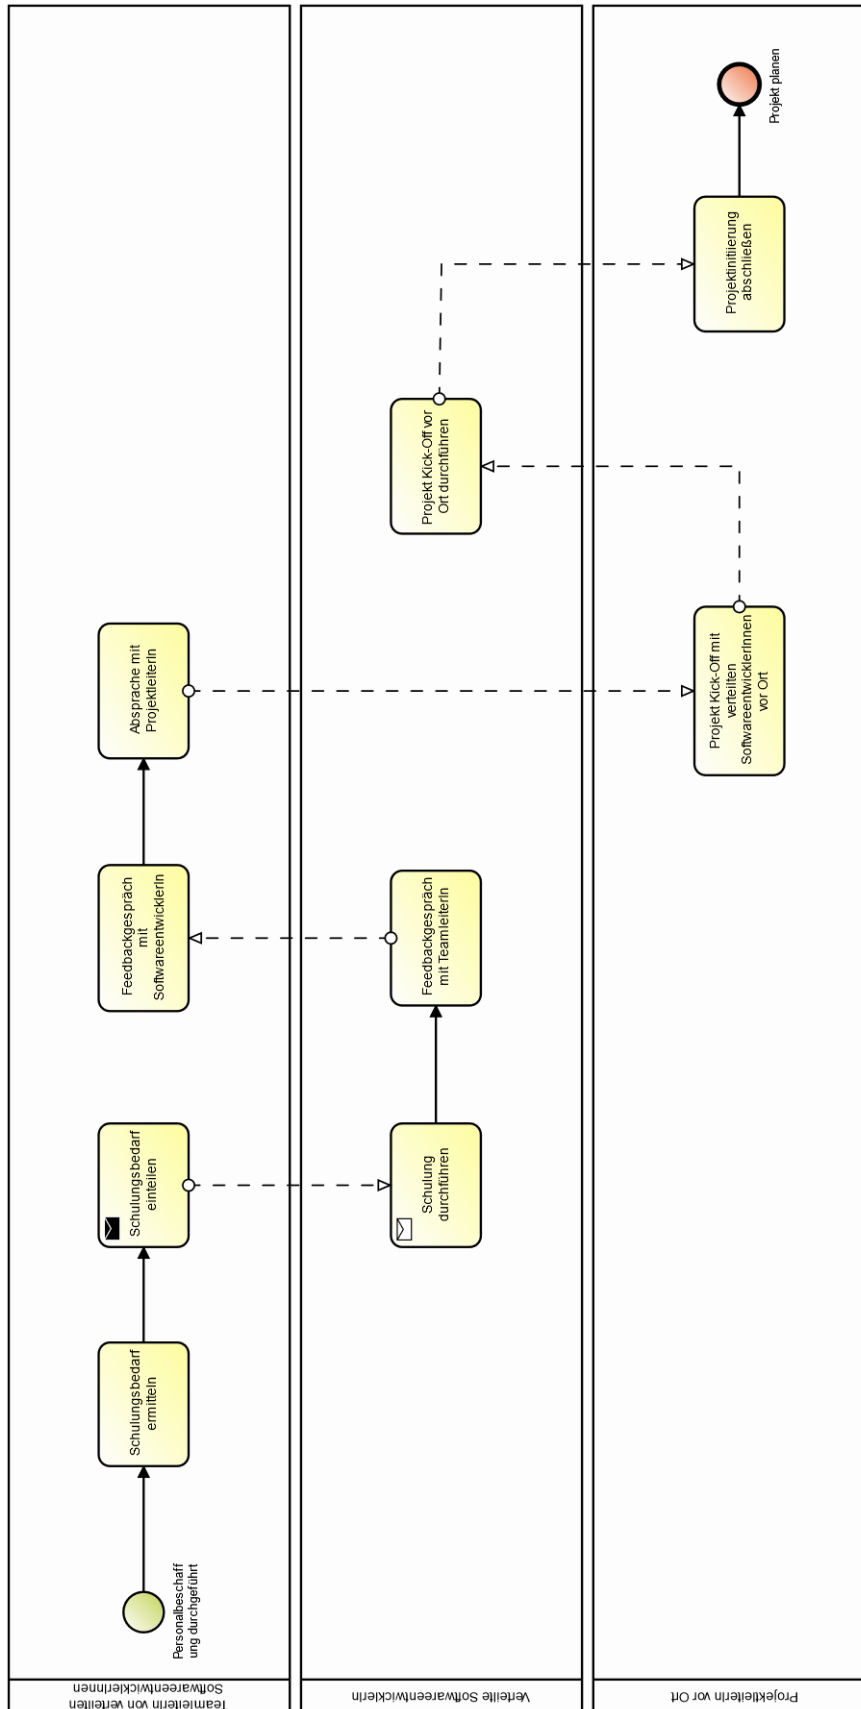 TeamleiterIn von verteilten
SoftwareentwicklerInnen
Personalbeschaff
ung durchgeführt
Schulungsbedarf
ermitteln
Schulungsbedarf
einteilen
Feedbackgespräch
mit
SoftwareentwicklerIn
Absprache mit
ProjektleiterIn
Verteilte SoftwareentwicklerIn
Schulung
durchführen
Feedbackgespräch
mit TeamleiterIn
Projekt Kick-Off vor
Ort durchführen
ProjektleiterIn vor Ort
Projekt Kick-Off mit
verteilten
SoftwareentwicklerInnen
vor Ort
Projektinitiierung
abschließen
Projekt planen